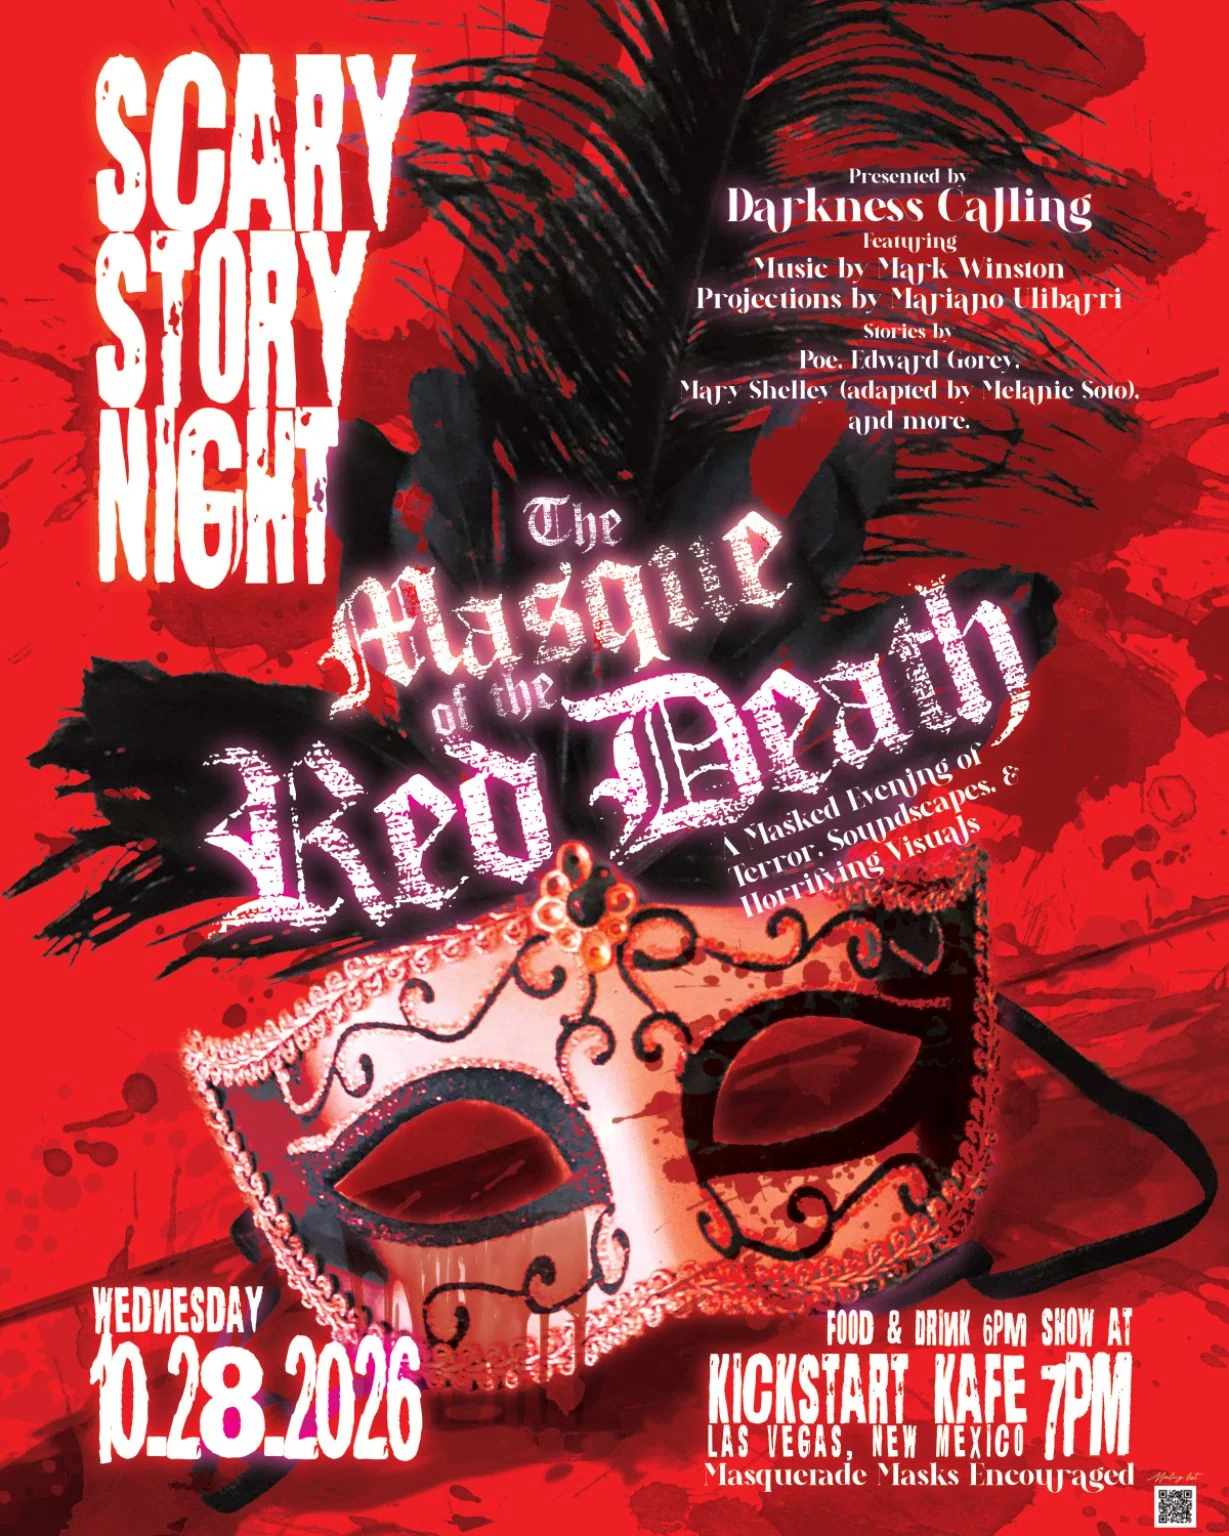 SCARY
STORY
NIGHT
Presented by
Darkness Calling
Featuring
Music by Mark Winston
Projections by Mariano Ulibarri
Stories by
Poe, Edward Gorey,
Mary Shelley (adapted by Melanie Soto),
and more.
The
Masque
of the
Red Death
A Masked Evening of
Terror, Soundscapes, &
Horrifying Visuals
WEDNESDAY
10.28.2026
FOOD & DRINK 6PM SHOW AT
KICKSTART KAFE 7PM
LAS VEGAS, NEW MEXICO
Masquerade Masks Encouraged
Mailing list